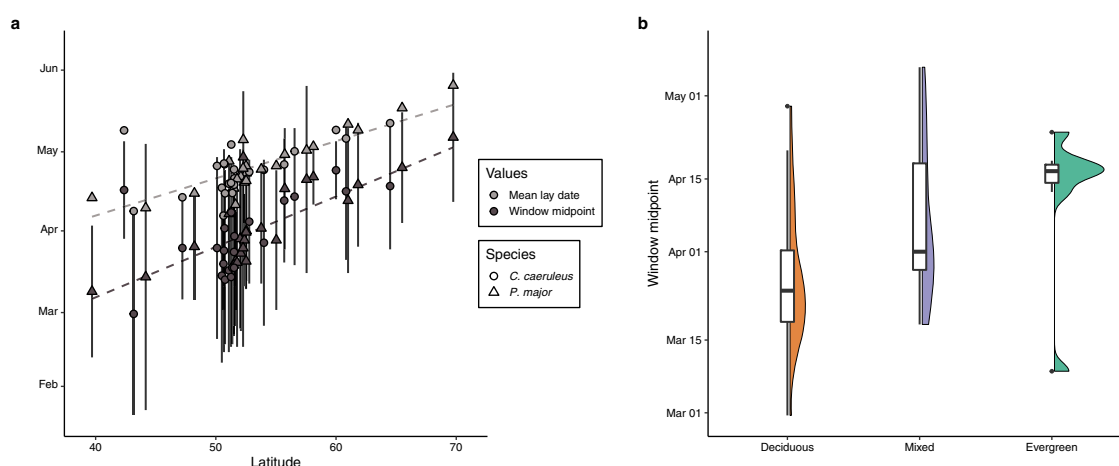 a
Jun
May
Apr
Mar
Feb
40
50
60
70
Latitude
Values
Mean lay date
Window midpoint
Species
C. caeruleus
P. major
b
Window midpoint
May 01
Apr 15
Apr 01
Mar 15
Mar 01
Deciduous
Mixed
Evergreen